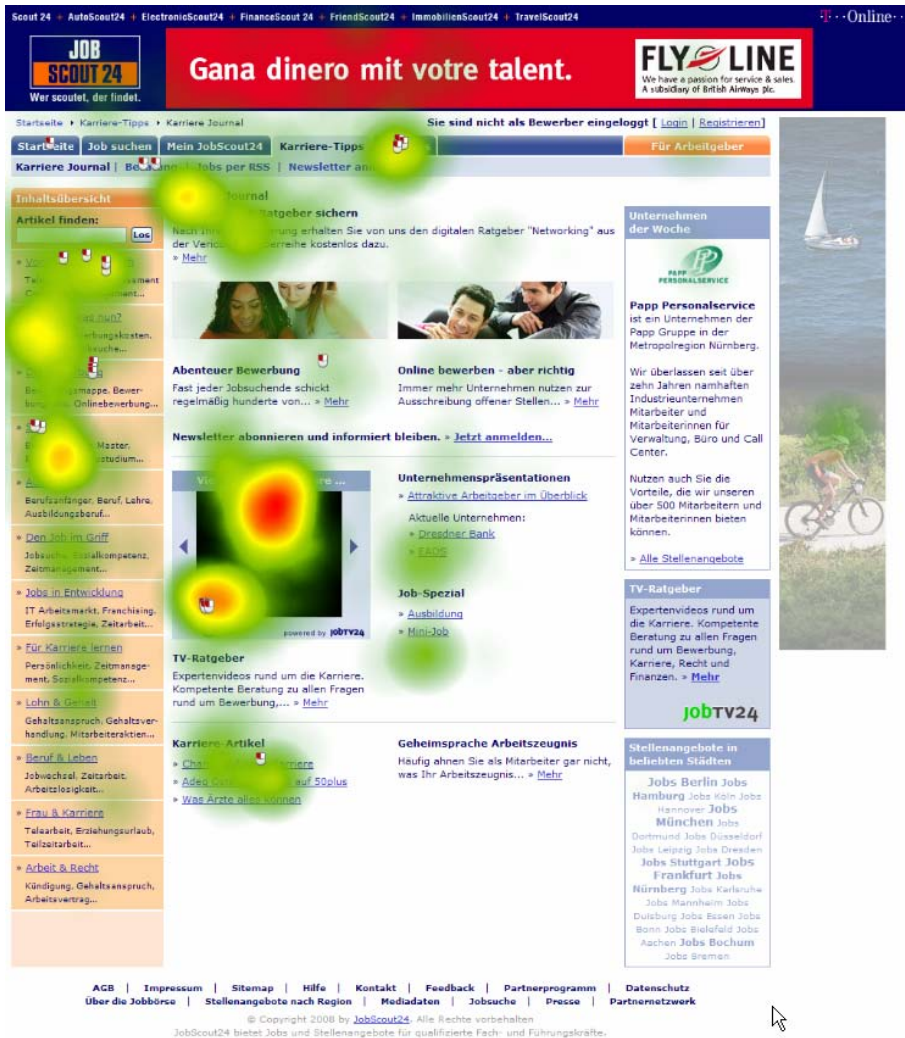 Scout 24 + AutoScout24 + ElectronicScout24 + FinanceScout 24 + FriendScout24 + ImmobilienScout24 + TravelScout24
T · · Online · ·
JOB
SCOUT 24
Wer scoutet, der findet.
Gana dinero mit votre talent.
FLY LINE
We have a passion for service & sales.
A subsidiary of British Airways plc.
Startseite Karriere-Tipps Karriere Journal
Sie sind nicht als Bewerber eingeloggt [ Login | Registrieren]
Startseite Job suchen Mein JobScout24 Karriere-Tipps
Für Arbeitgeber
Karriere Journal | Jobs per RSS | Newsletter
Inhaltsübersicht
Artikel finden:
Los
Journal
Ratgeber sichern
erhalten Sie von uns den digitalen Ratgeber "Networking" aus
der kostenlos dazu.
» Mehr
nun?
Bewer-
Onlinebewerbung...
Master,
studium...
Berufsanfänger, Beruf, Lehre,
Ausbildungsberuf...
» Den Job im Griff
Jobsuche, Sozialkompetenz,
Zeitmanagement...
» Jobs in Entwicklung
IT Arbeitsmarkt, Franchising,
Erfolgsstrategie, Zeitarbeit...
» Für Karriere lernen
Persönlichkeit, Zeitmanage-
ment, Sozialkompetenz...
» Lohn & Gehalt
Gehaltsanspruch, Gehaltsver-
handlung, Mitarbeiteraktien...
» Beruf & Leben
Jobwechsel, Zeitarbeit,
Arbeitslosigkeit...
» Frau & Karriere
Telearbeit, Erziehungsurlaub,
Teilzeitarbeit...
» Arbeit & Recht
Kündigung, Gehaltsanspruch,
Arbeitsvertrag...
Abenteuer Bewerbung
Fast jeder Jobsuchende schickt
regelmäßig hunderte von... » Mehr
Online bewerben - aber richtig
Immer mehr Unternehmen nutzen zur
Ausschreibung offener Stellen... » Mehr
Newsletter abonnieren und informiert bleiben. » Jetzt anmelden...
powered by JOBTV24
TV-Ratgeber
Expertenvideos rund um die Karriere.
Kompetente Beratung zu allen Fragen
rund um Bewerbung,... » Mehr
Unternehmenspräsentationen
» Attraktive Arbeitgeber im Überblick
Aktuelle Unternehmen:
» Dresdner Bank
» EADS
Job-Spezial
» Ausbildung
» Mini-Job
Karriere-Artikel
auf 50plus
» Was Ärzte alles können
Geheimsprache Arbeitszeugnis
Häufig ahnen Sie als Mitarbeiter gar nicht,
was Ihr Arbeitszeugnis... » Mehr
Unternehmen
der Woche
PAPP
PERSONALSERVICE
Papp Personalservice
ist ein Unternehmen der
Papp Gruppe in der
Metropolregion Nürnberg.
Wir überlassen seit über
zehn Jahren namhaften
Industrieunternehmen
Mitarbeiter und
Mitarbeiterinnen für
Verwaltung, Büro und Call
Center.
Nutzen auch Sie die
Vorteile, die wir unseren
über 500 Mitarbeitern und
Mitarbeiterinnen bieten
können.
» Alle Stellenangebote
TV-Ratgeber
Expertenvideos rund um
die Karriere. Kompetente
Beratung zu allen Fragen
rund um Bewerbung,
Karriere, Recht und
Finanzen. » Mehr
JOBTV24
Stellenangebote in
beliebten Städten
Jobs Berlin Jobs
Hamburg Jobs Köln Jobs
Hannover Jobs
München Jobs
Dortmund Jobs Düsseldorf
Jobs Leipzig Jobs Dresden
Jobs Stuttgart Jobs
Frankfurt Jobs
Nürnberg Jobs Karlsruhe
Jobs Mannheim Jobs
Duisburg Jobs Essen Jobs
Bonn Jobs Bielefeld Jobs
Aachen Jobs Bochum
Jobs Bremen
AGB | Impressum | Sitemap | Hilfe | Kontakt | Feedback | Partnerprogramm | Datenschutz
Über die Jobbörse | Stellenangebote nach Region | Mediadaten | Jobsuche | Presse | Partnernetzwerk
© Copyright 2008 by JobScout24. Alle Rechte vorbehalten
JobScout24 bietet Jobs und Stellenangebote für qualifizierte Fach- und Führungskräfte.